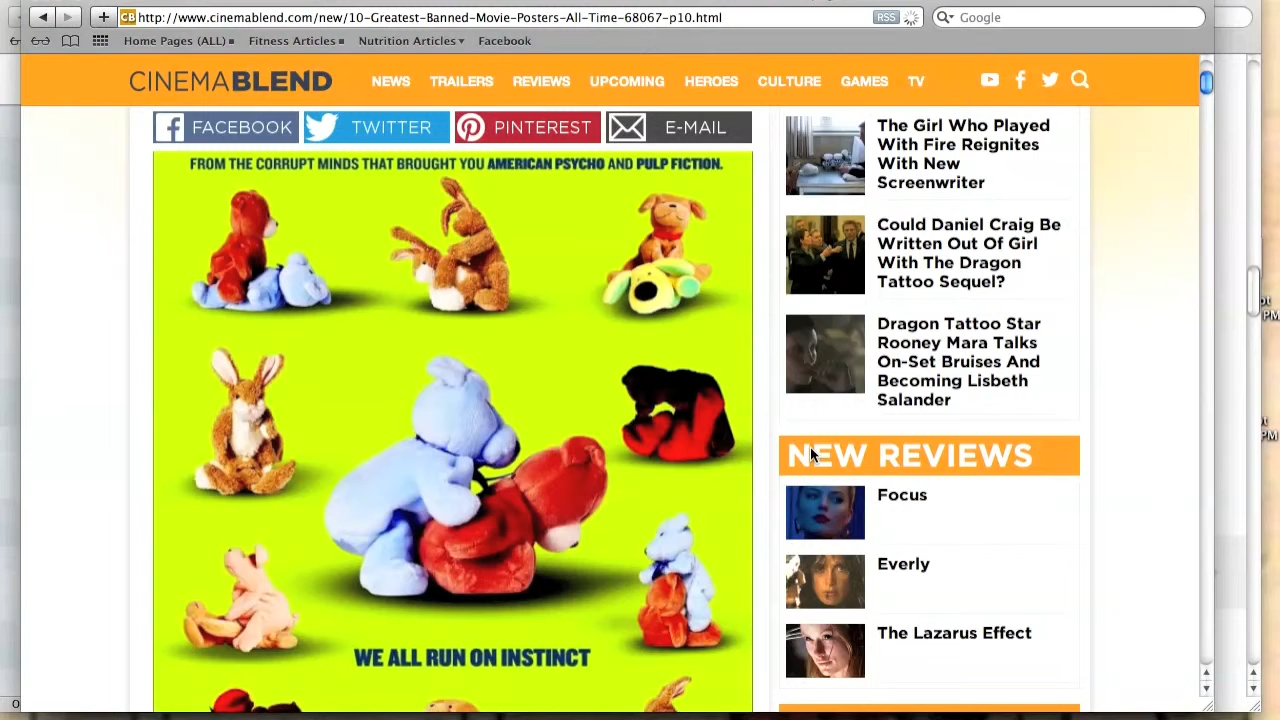 http://www.cinemablend.com/new/10-Greatest-Banned-Movie-Posters-All-Time-68067-p10.html
RSS
Google
Home Pages (ALL)
Fitness Articles
Nutrition Articles
Facebook
CINEMABLEND
NEWS
TRAILERS
REVIEWS
UPCOMING
HEROES
CULTURE
GAMES
TV
FACEBOOK
TWITTER
PINTEREST
E-MAIL
FROM THE CORRUPT MINDS THAT BROUGHT YOU AMERICAN PSYCHO AND PULP FICTION.
WE ALL RUN ON INSTINCT
The Girl Who Played
With Fire Reignites
With New
Screenwriter
Could Daniel Craig Be
Written Out Of Girl
With The Dragon
Tattoo Sequel?
Dragon Tattoo Star
Rooney Mara Talks
On-Set Bruises And
Becoming Lisbeth
Salander
NEW REVIEWS
Focus
Everly
The Lazarus Effect
PM
PM